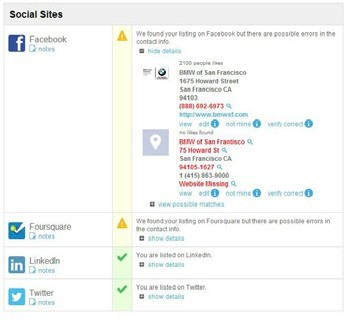 Social Sites
Facebook
notes
We found your listing on Facebook but there are possible errors in
the contact info.
hide details
2100 people likes
BMW of San Francisco
1675 Howard Street
San Francisco CA
94103
(888) 692-6973
http://www.bmwsf.com
view edit not mine verify correct
no likes found
BMW of San Frantisco
75 Howard St
San Francisco CA
94105-1627
1 (415) 863-9000
Website Missing
view edit not mine verify correct
view possible matches
Foursquare
notes
We found your listing on Foursquare but there are possible errors in
the contact info.
show details
LinkedIn
notes
You are listed on LinkedIn.
show details
Twitter
notes
You are listed on Twitter.
show details